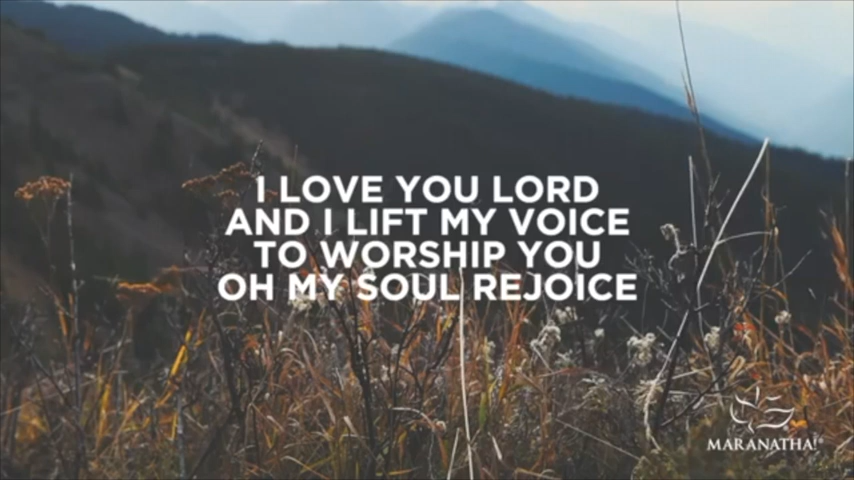 I LOVE YOU LORD
AND I LIFT MY VOICE
TO WORSHIP YOU
OH MY SOUL REJOICE
MARANATHA!®